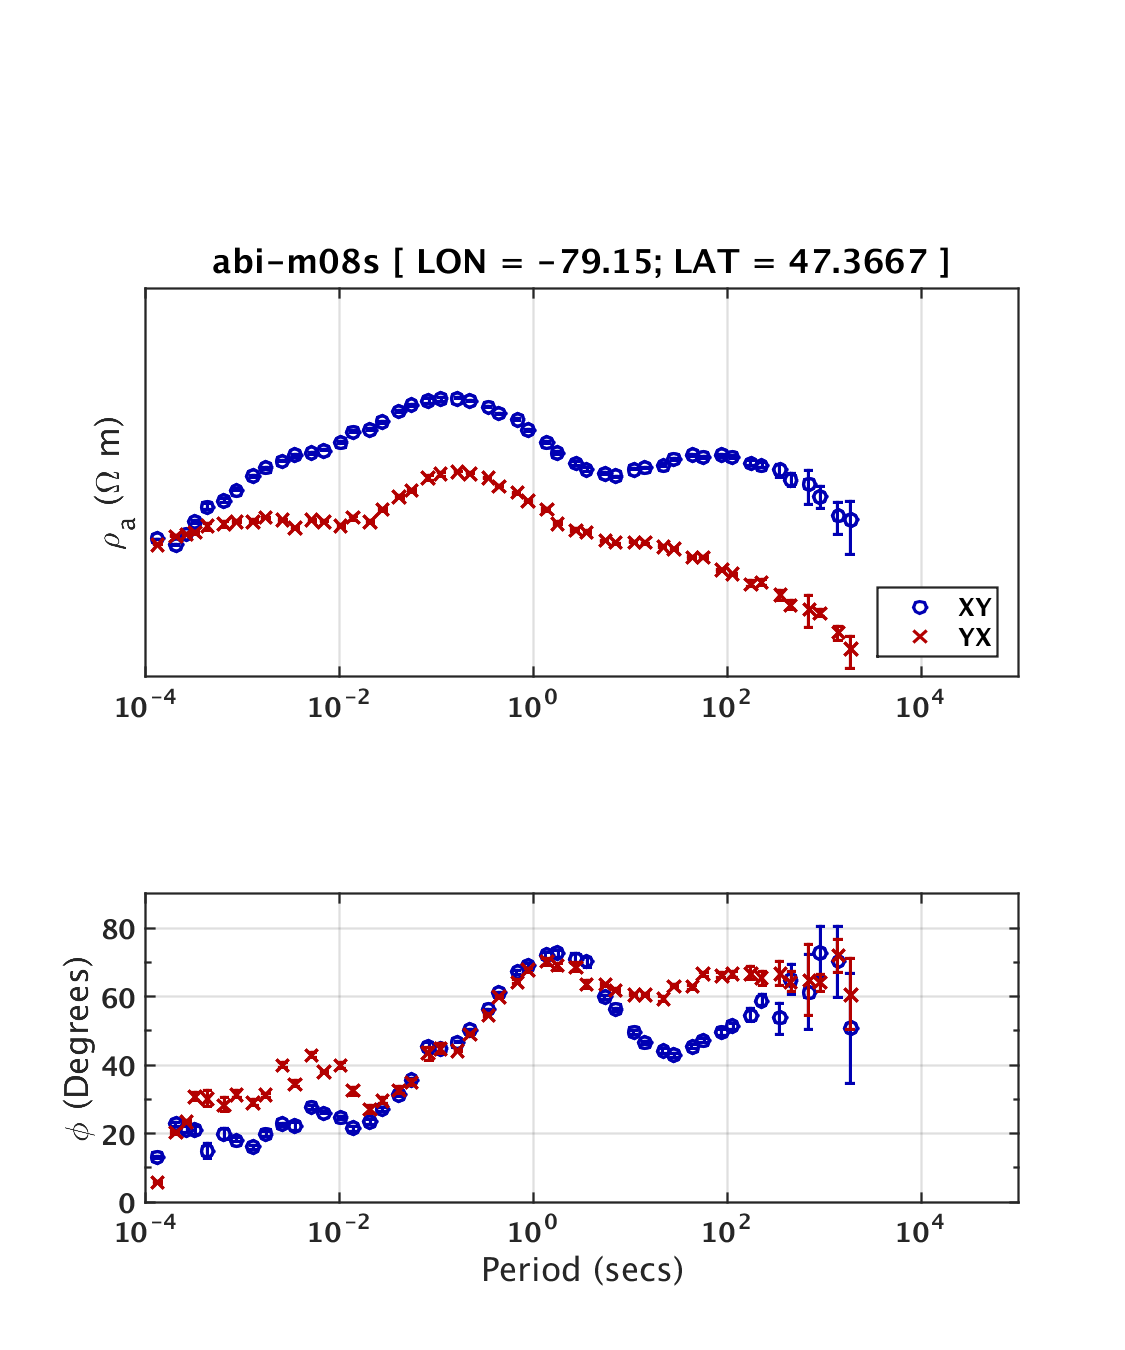 abi-m08s [ LON = -79.15; LAT = 47.3667 ]
ρa (Ω m)
XY
YX
10^-4 10^-2 10^0 10^2 10^4
φ (Degrees)
80
60
40
20
0
10^-4 10^-2 10^0 10^2 10^4
Period (secs)